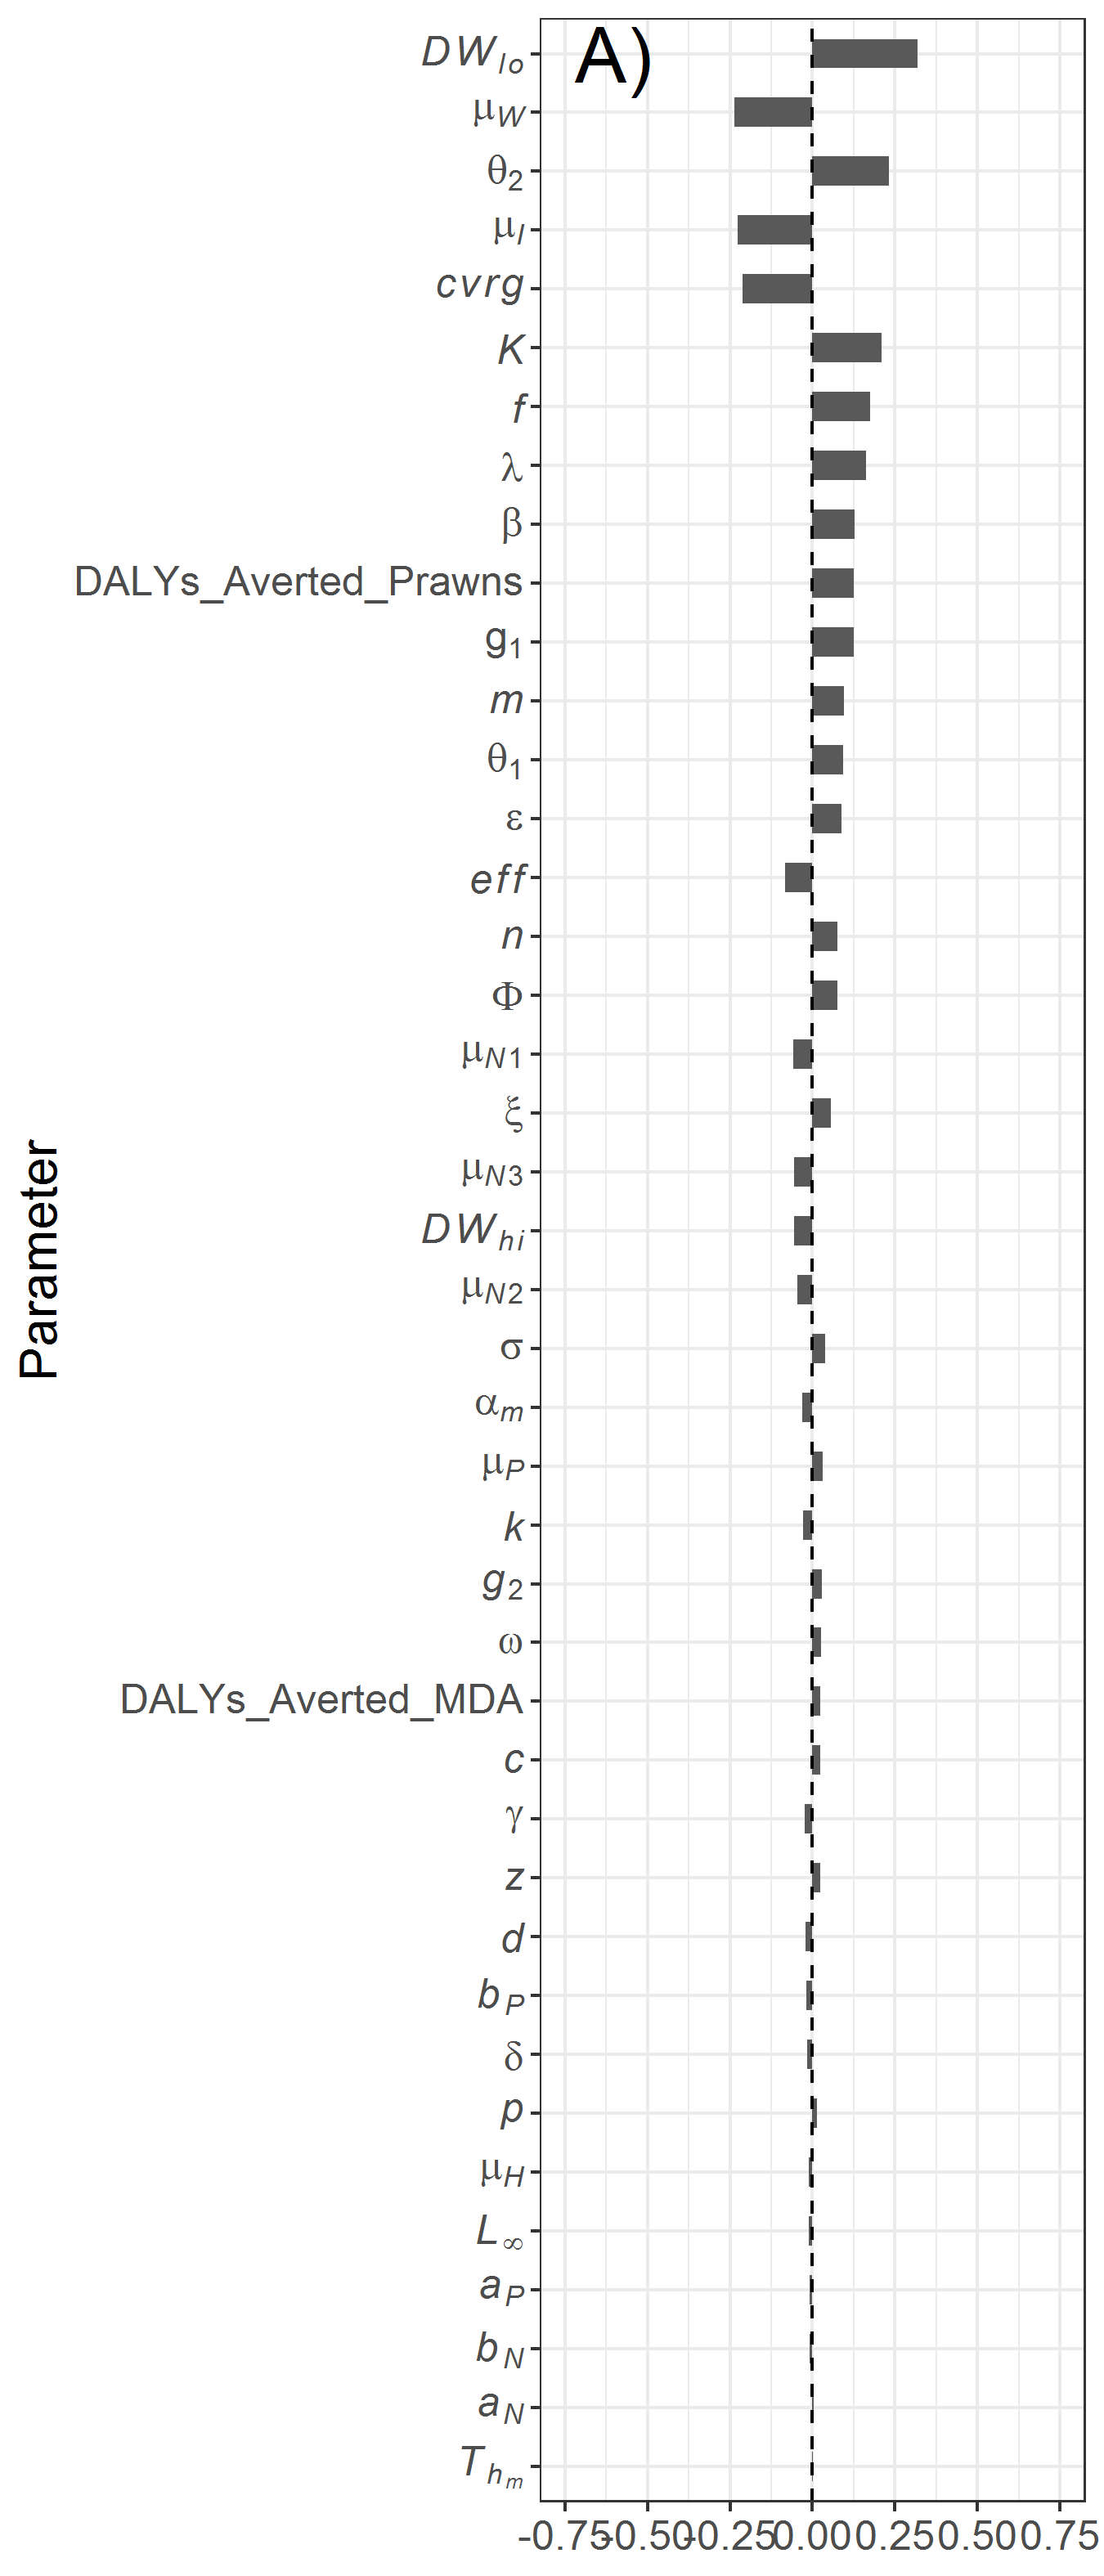 A)
DW_lo
μ_W
θ_2
μ_I
cvrg
K
f
λ
β
DALYs_Averted_Prawns
g_1
m
θ_1
ε
eff
n
Φ
μ_N1
ξ
μ_N3
DW_hi
μ_N2
σ
α_m
μ_P
k
g_2
ω
DALYs_Averted_MDA
c
γ
z
d
b_P
δ
p
μ_H
L_∞
a_P
b_N
a_N
T_h_m
Parameter
-0.75 -0.50 -0.25 0.00 0.25 0.50 0.75